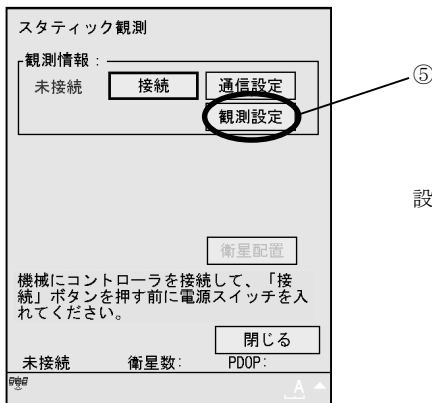 スタティック観測
観測情報:
未接続 接続 通信設定
⑤
観測設定
設
衛星配置
機械にコントローラを接続して、「接
続」ボタンを押す前に電源スイッチを入
れてください。
閉じる
未接続 衛星数: PDOP:
A